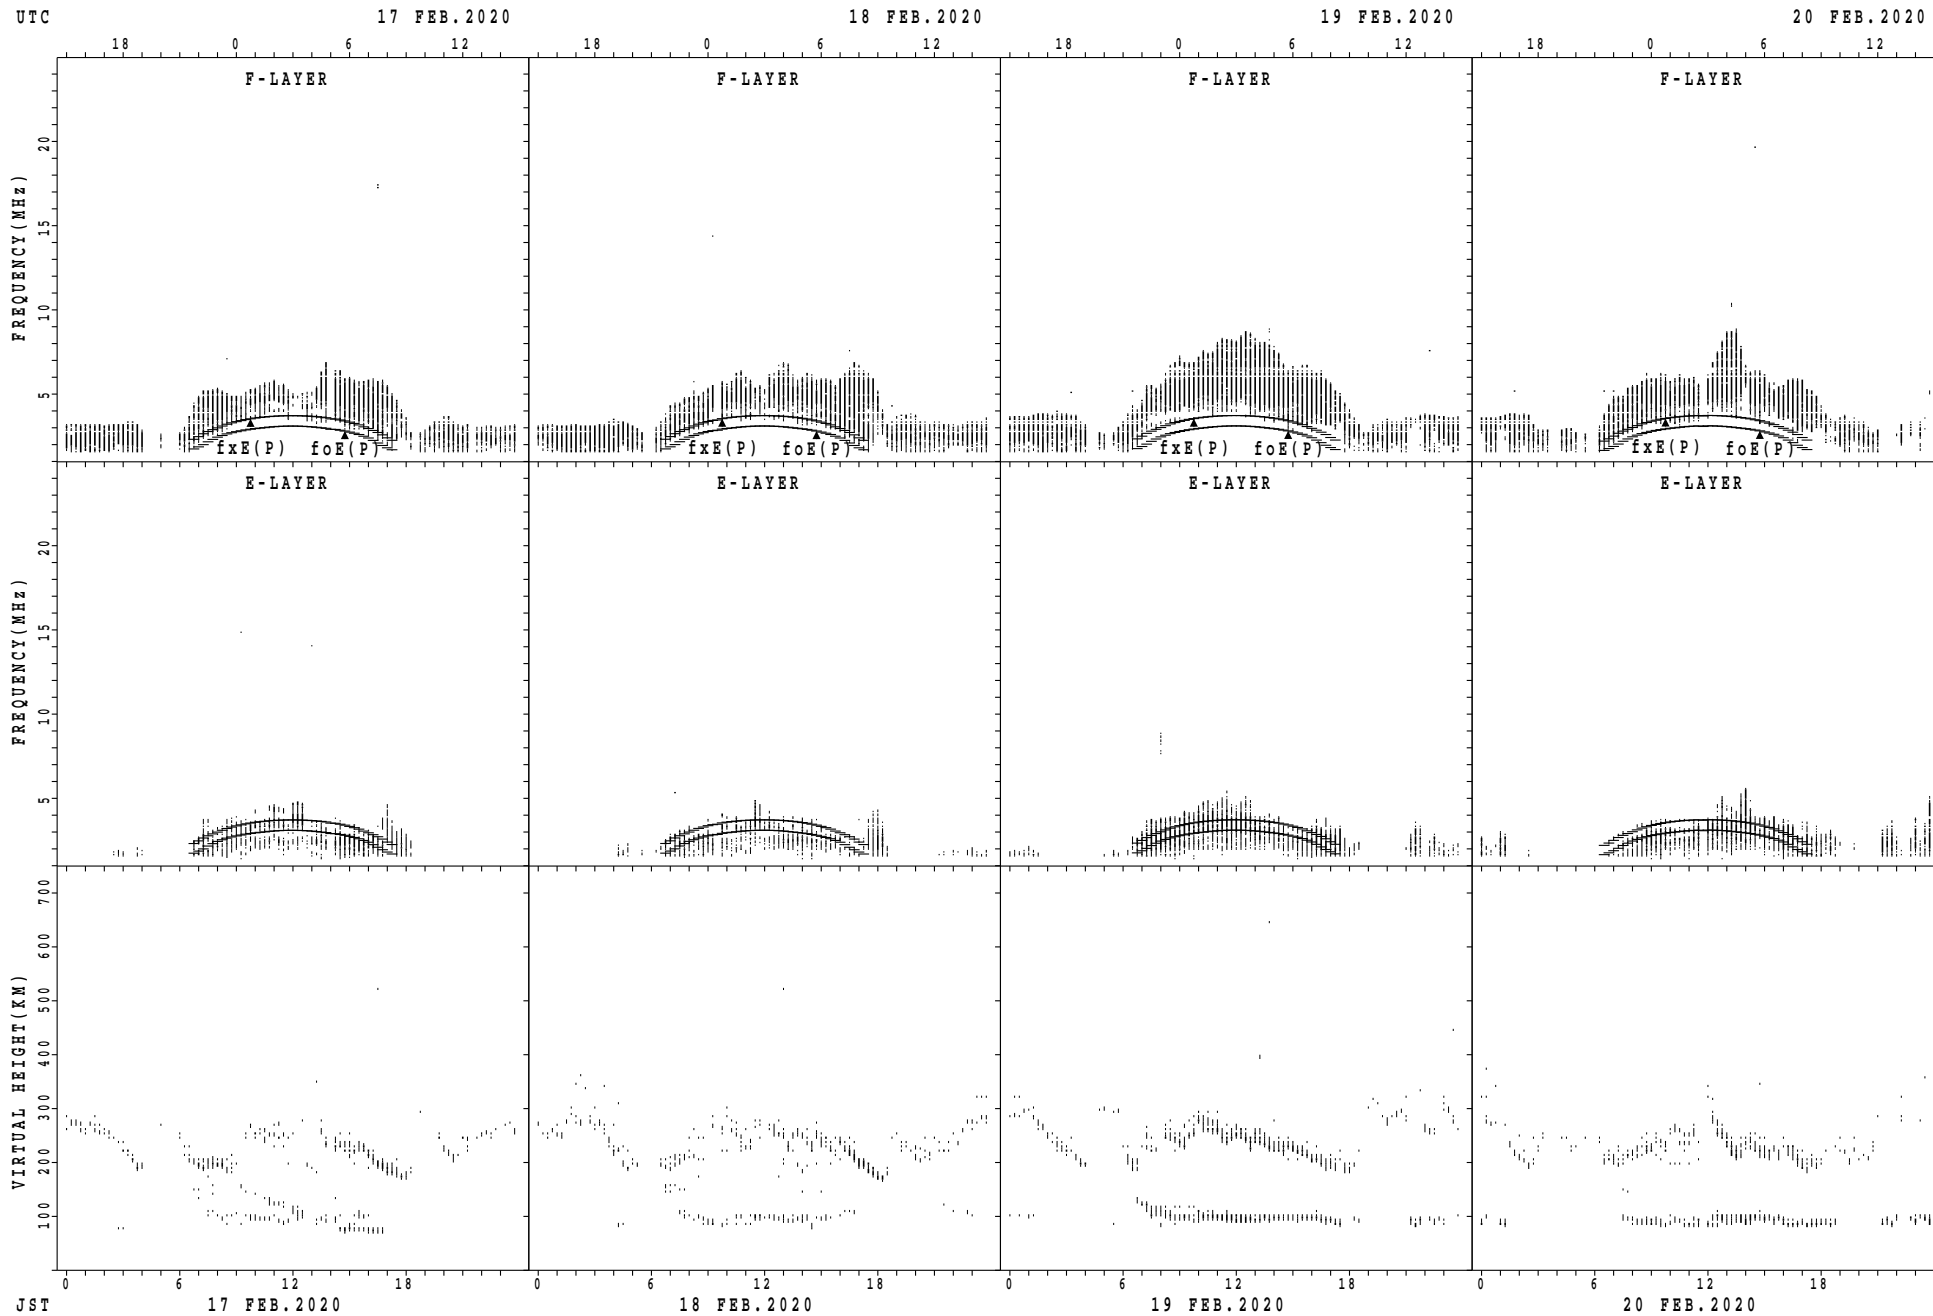 UTC 17 FEB.2020 18 FEB.2020 19 FEB.2020 20 FEB.2020
18 0 6 12 18 0 6 12 18 0 6 12 18 0 6 12
F-LAYER F-LAYER F-LAYER F-LAYER
FREQUENCY(MHz)
20
15
10
5
fxE(P) foE(P) fxE(P) foE(P) fxE(P) foE(P) fxE(P) foE(P)
E-LAYER E-LAYER E-LAYER E-LAYER
FREQUENCY(MHz)
20
15
10
5
VIRTUAL HEIGHT(KM)
700
600
500
400
300
200
100
0 6 12 18 0 6 12 18 0 6 12 18 0 6 12 18
JST 17 FEB.2020 18 FEB.2020 19 FEB.2020 20 FEB.2020